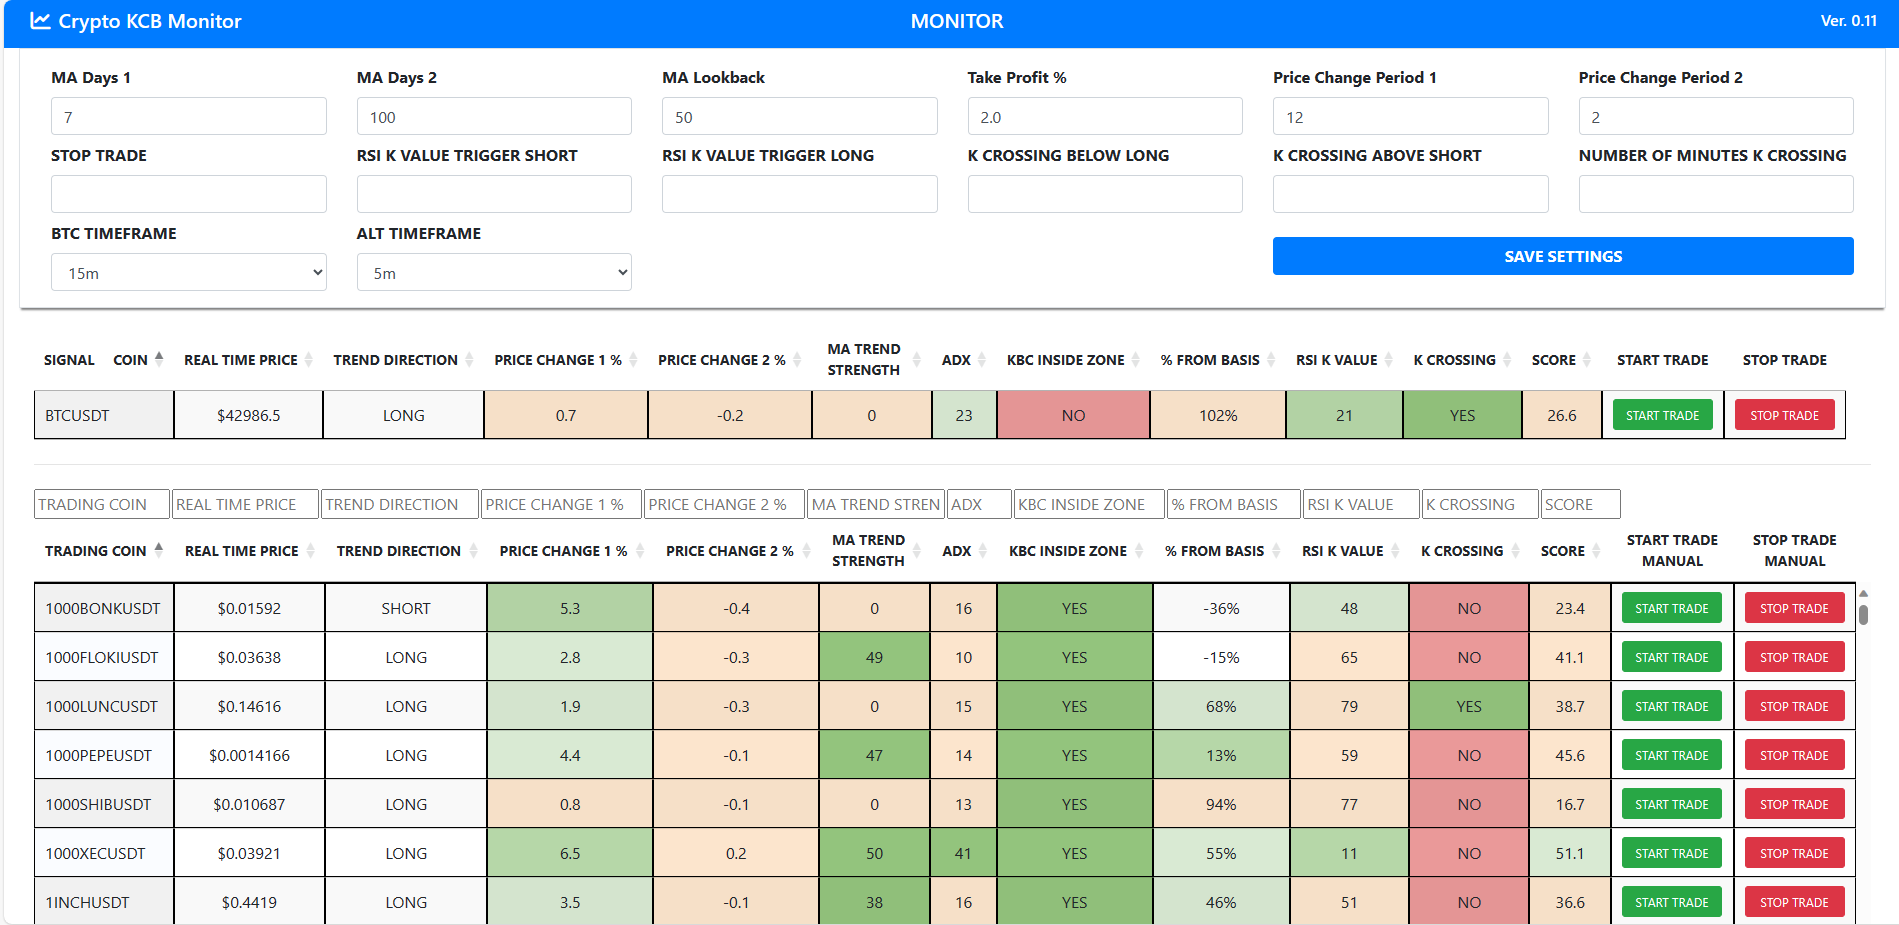 Crypto KCB Monitor MONITOR Ver. 0.11
MA Days 1 MA Days 2 MA Lookback Take Profit % Price Change Period 1 Price Change Period 2
7 100 50 2.0 12 2
STOP TRADE RSI K VALUE TRIGGER SHORT RSI K VALUE TRIGGER LONG K CROSSING BELOW LONG K CROSSING ABOVE SHORT NUMBER OF MINUTES K CROSSING
BTC TIMEFRAME ALT TIMEFRAME
15m 5m SAVE SETTINGS
SIGNAL COIN REAL TIME PRICE TREND DIRECTION PRICE CHANGE 1 % PRICE CHANGE 2 % MA TREND STRENGTH ADX KBC INSIDE ZONE % FROM BASIS RSI K VALUE K CROSSING SCORE START TRADE STOP TRADE
BTCUSDT $42986.5 LONG 0.7 -0.2 0 23 NO 102% 21 YES 26.6 START TRADE STOP TRADE
TRADING COIN REAL TIME PRICE TREND DIRECTION PRICE CHANGE 1 % PRICE CHANGE 2 % MA TREND STREN ADX KBC INSIDE ZONE % FROM BASIS RSI K VALUE K CROSSING SCORE
TRADING COIN REAL TIME PRICE TREND DIRECTION PRICE CHANGE 1 % PRICE CHANGE 2 % MA TREND STRENGTH ADX KBC INSIDE ZONE % FROM BASIS RSI K VALUE K CROSSING SCORE START TRADE MANUAL STOP TRADE MANUAL
1000BONKUSDT $0.01592 SHORT 5.3 -0.4 0 16 YES -36% 48 NO 23.4 START TRADE STOP TRADE
1000FLOKIUSDT $0.03638 LONG 2.8 -0.3 49 10 YES -15% 65 NO 41.1 START TRADE STOP TRADE
1000LUNCUSDT $0.14616 LONG 1.9 -0.3 0 15 YES 68% 79 YES 38.7 START TRADE STOP TRADE
1000PEPEUSDT $0.0014166 LONG 4.4 -0.1 47 14 YES 13% 59 NO 45.6 START TRADE STOP TRADE
1000SHIBUSDT $0.010687 LONG 0.8 -0.1 0 13 YES 94% 77 NO 16.7 START TRADE STOP TRADE
1000XECUSDT $0.03921 LONG 6.5 0.2 50 41 YES 55% 11 NO 51.1 START TRADE STOP TRADE
1INCHUSDT $0.4419 LONG 3.5 -0.1 38 16 YES 46% 51 NO 36.6 START TRADE STOP TRADE